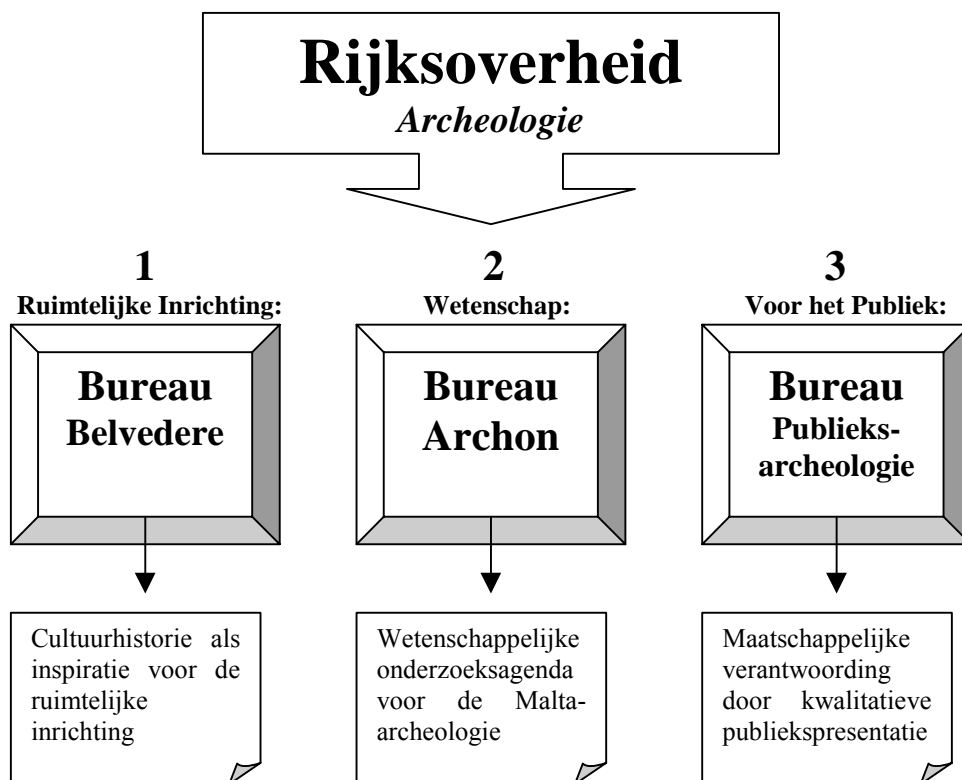 Rijksoverheid
Archeologie
1
Ruimtelijke Inrichting:
Bureau
Belvedere
Cultuurhistorie als
inspiratie voor de
ruimtelijke
inrichting
2
Wetenschap:
Bureau
Archon
Wetenschappelijke
onderzoeksagenda
voor de Malta-
archeologie
3
Voor het Publiek:
Bureau
Publieks-
archeologie
Maatschappelijke
verantwoording
door kwalitatieve
publiekspresentatie